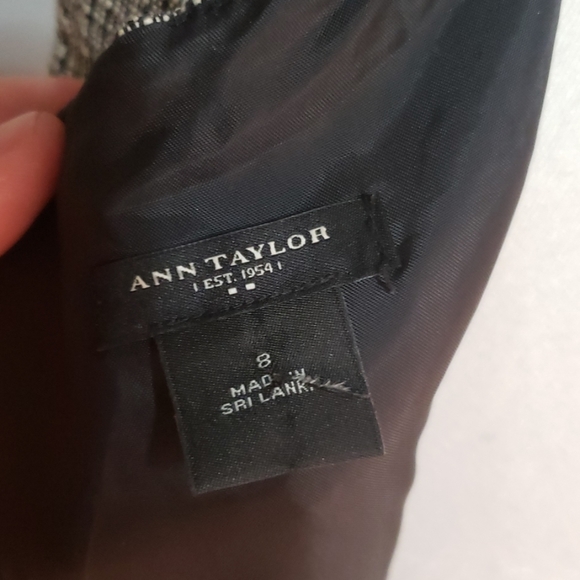 ANN TAYLOR
EST. 1954
8
MADE IN
SRI LANKA